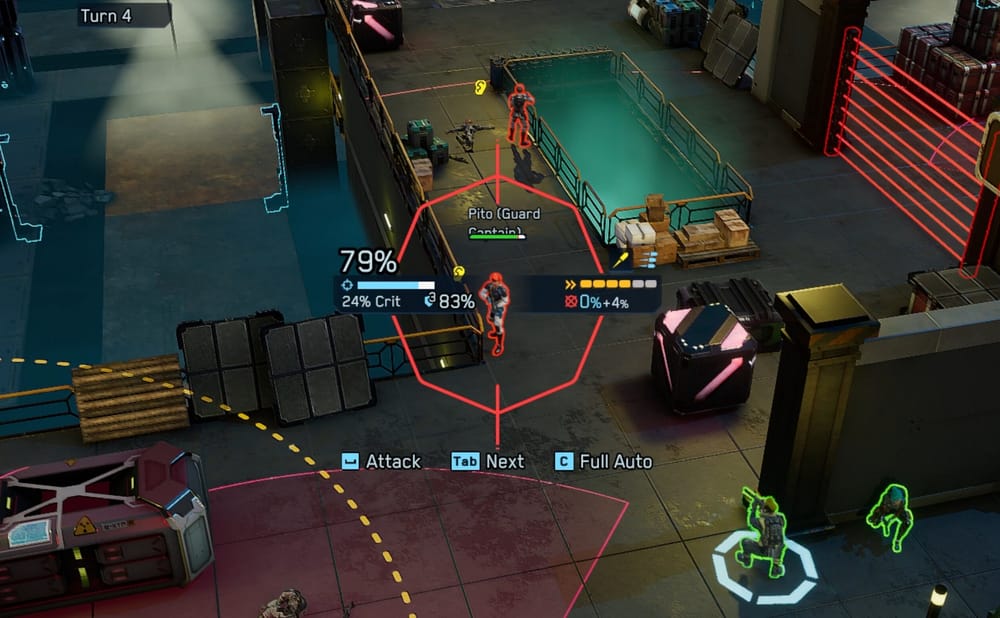 Turn 4
Pito (Guard
Captain)
79%
24% Crit
83%
0%+4%
Attack
Tab Next
C Full Auto